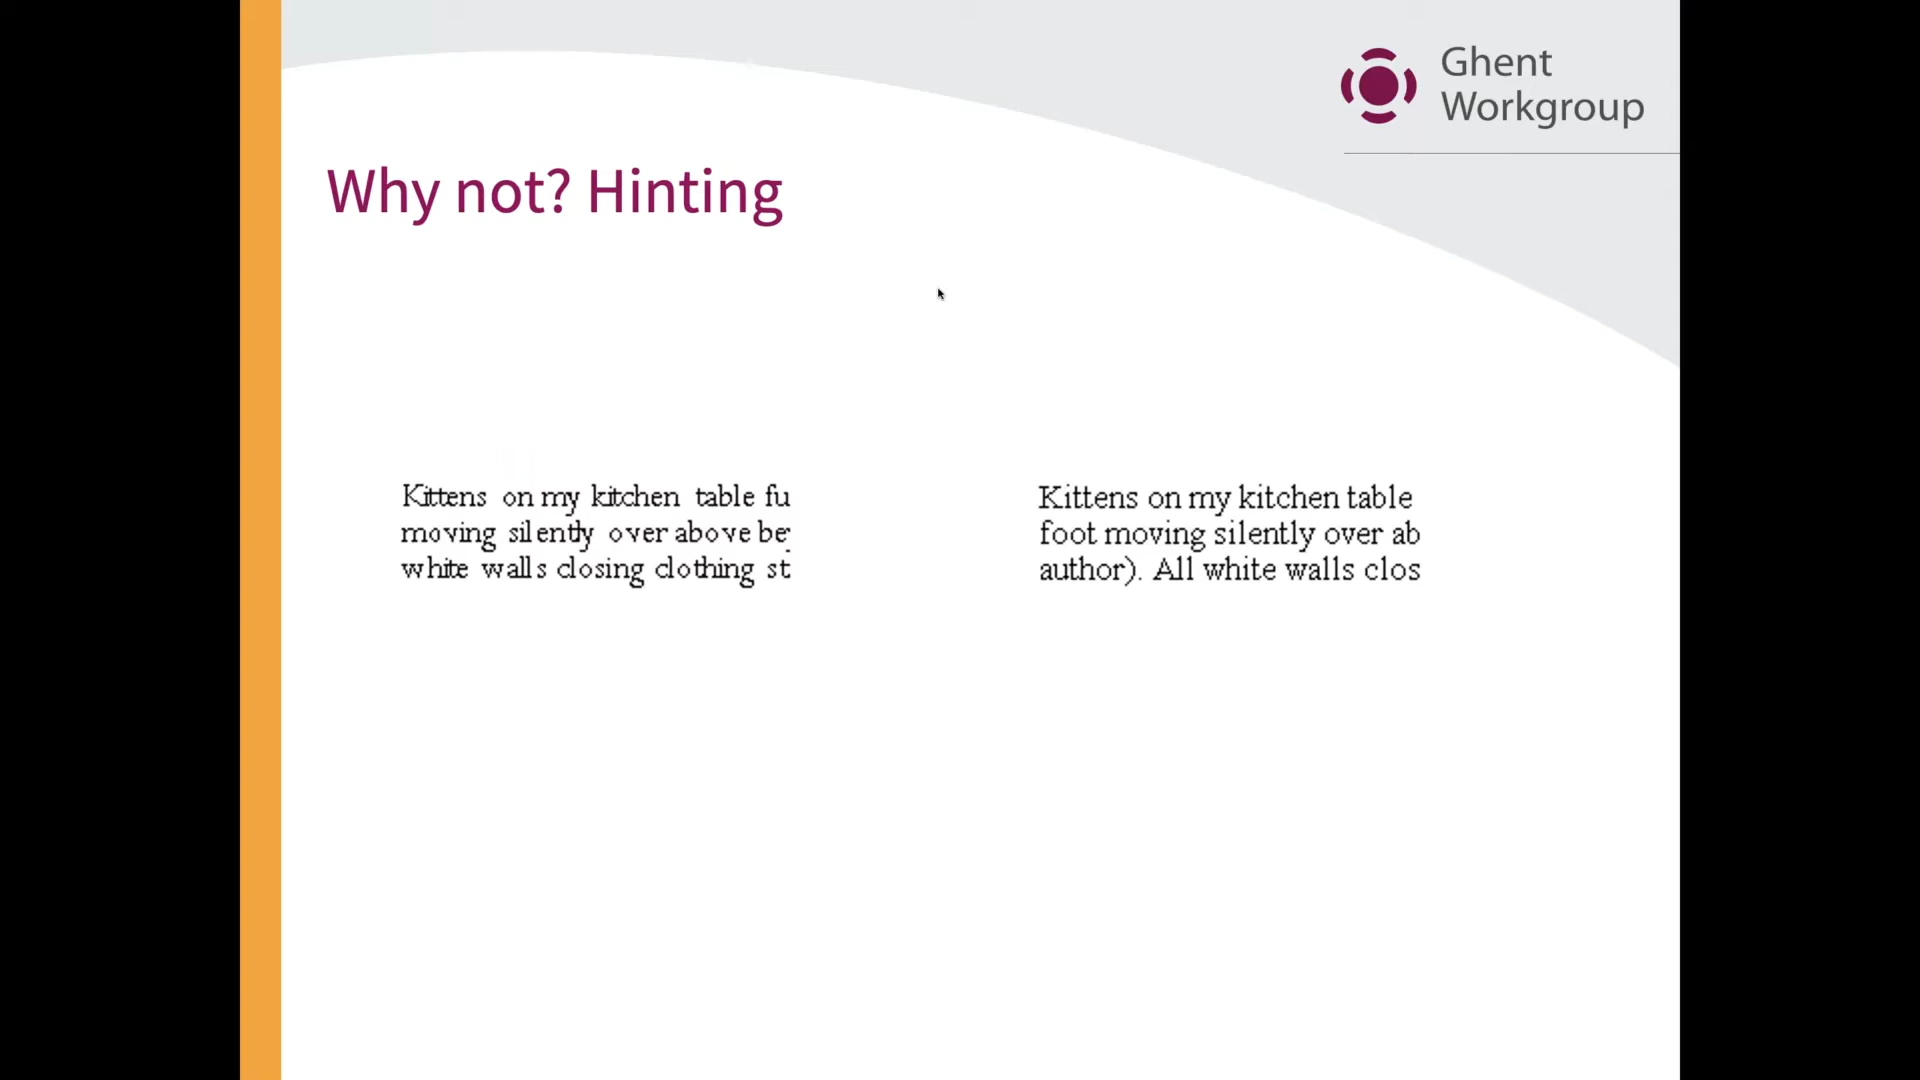 Ghent
Workgroup
Why not? Hinting
Kittens on my kitchen table fu
moving silently over above be
white walls closing clothing st
Kittens on my kitchen table
foot moving silently over ab
author). All white walls clos